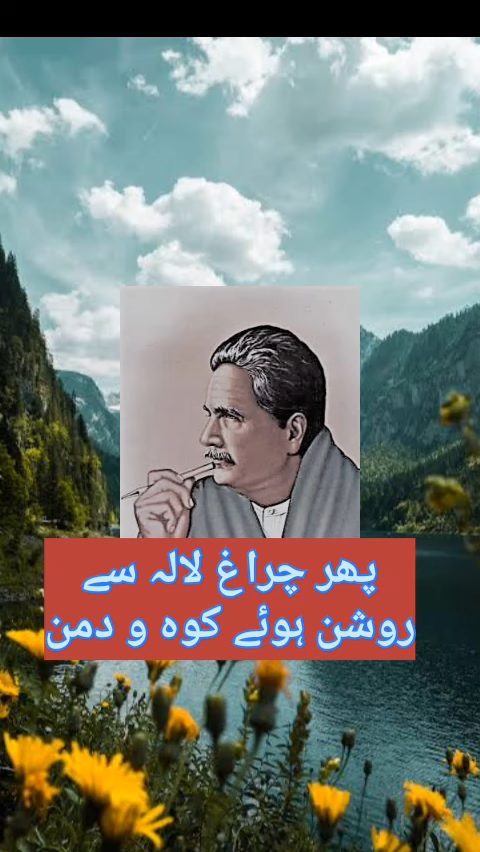 پھر چراغ لالہ سے
روشن ہوئے کوہ و دمن